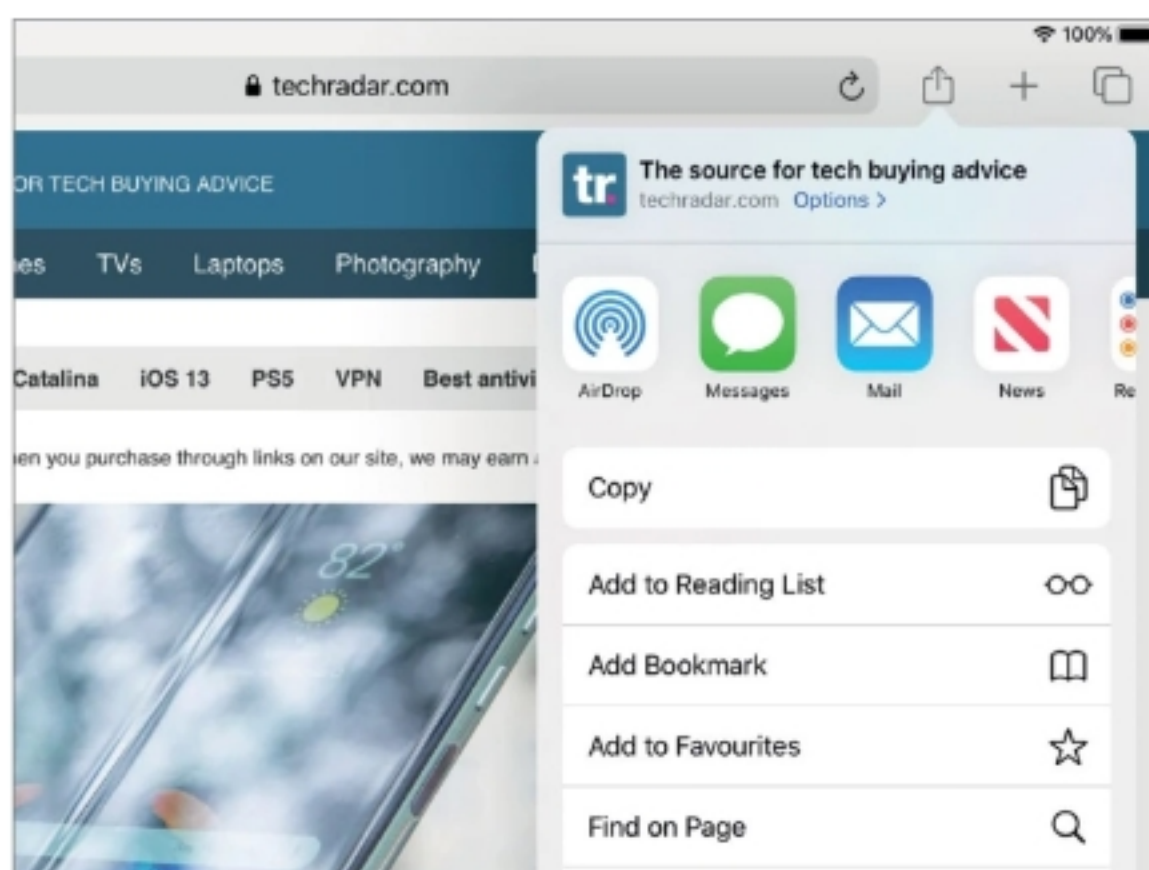 100%
techradar.com
OR TECH BUYING ADVICE
tr.
The source for tech buying advice
techradar.com Options >
es TVs Laptops Photography
AirDrop Messages Mail News Re
Catalina iOS 13 PS5 VPN Best antivi
en you purchase through links on our site, we may earn
Copy
82°
Add to Reading List
Add Bookmark
Add to Favourites
Find on Page